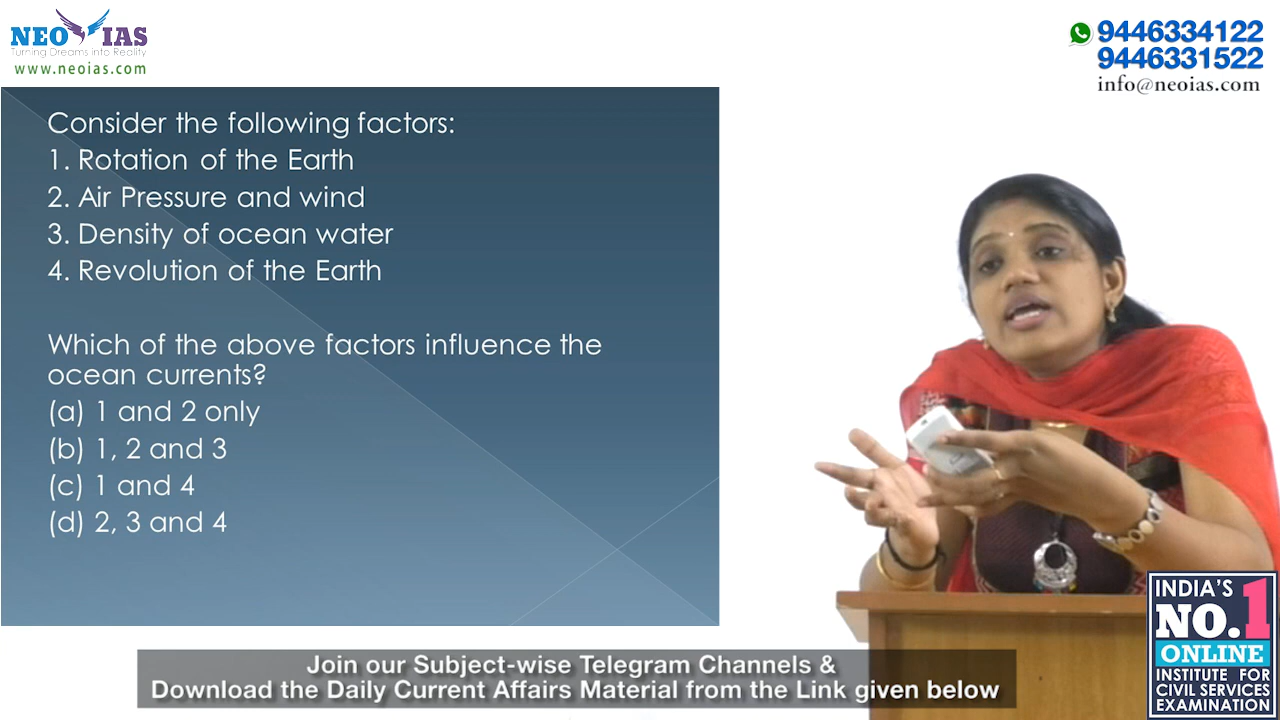 NEO IAS
Turning Dreams into Reality
www.neoias.com
9446334122
9446331522
info@neoias.com
Consider the following factors:
1. Rotation of the Earth
2. Air Pressure and wind
3. Density of ocean water
4. Revolution of the Earth
Which of the above factors influence the
ocean currents?
(a) 1 and 2 only
(b) 1, 2 and 3
(c) 1 and 4
(d) 2, 3 and 4
INDIA'S
NO.1
ONLINE
INSTITUTE FOR
CIVIL SERVICES
EXAMINATION
Join our Subject-wise Telegram Channels &
Download the Daily Current Affairs Material from the Link given below